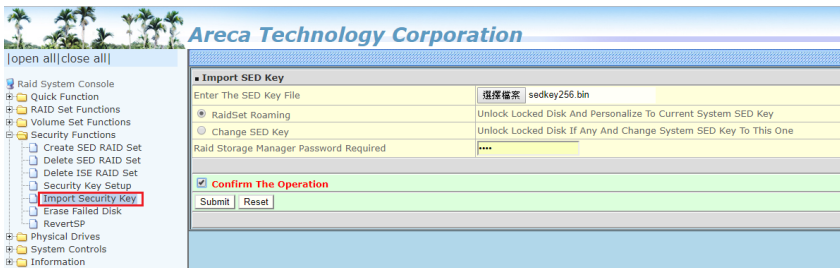 Areca Technology Corporation
|open all|close all|
Raid System Console
Quick Function
RAID Set Functions
Volume Set Functions
Security Functions
Create SED RAID Set
Delete SED RAID Set
Delete ISE RAID Set
Security Key Setup
Import Security Key
Erase Failed Disk
RevertSP
Physical Drives
System Controls
Information
Import SED Key
Enter The SED Key File 選擇檔案 sedkey256.bin
RaidSet Roaming Unlock Locked Disk And Personalize To Current System SED Key
Change SED Key Unlock Locked Disk If Any And Change System SED Key To This One
Raid Storage Manager Password Required ••••
Confirm The Operation
Submit Reset